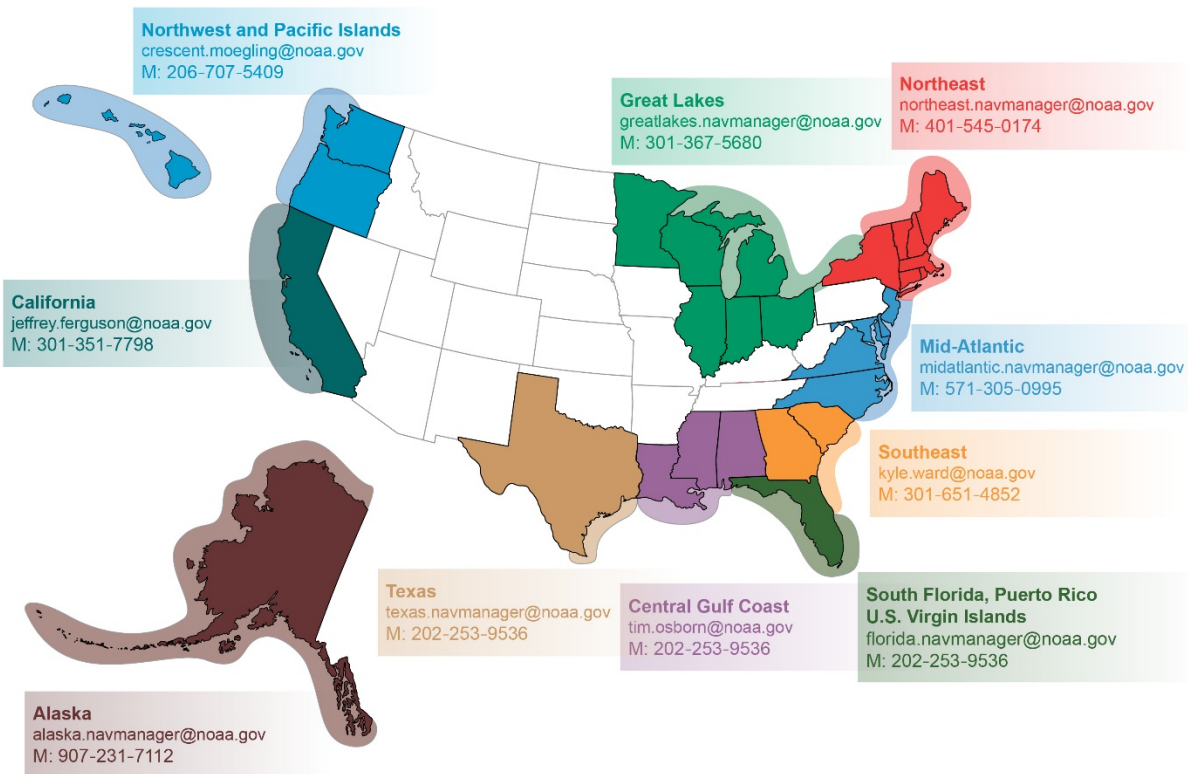 Northwest and Pacific Islands
crescent.moegling@noaa.gov
M: 206-707-5409
Great Lakes
greatlakes.navmanager@noaa.gov
M: 301-367-5680
Northeast
northeast.navmanager@noaa.gov
M: 401-545-0174
California
jeffrey.ferguson@noaa.gov
M: 301-351-7798
Mid-Atlantic
midatlantic.navmanager@noaa.gov
M: 571-305-0995
Southeast
kyle.ward@noaa.gov
M: 301-651-4852
Texas
texas.navmanager@noaa.gov
M: 202-253-9536
Central Gulf Coast
tim.osborn@noaa.gov
M: 202-253-9536
South Florida, Puerto Rico
U.S. Virgin Islands
florida.navmanager@noaa.gov
M: 202-253-9536
Alaska
alaska.navmanager@noaa.gov
M: 907-231-7112